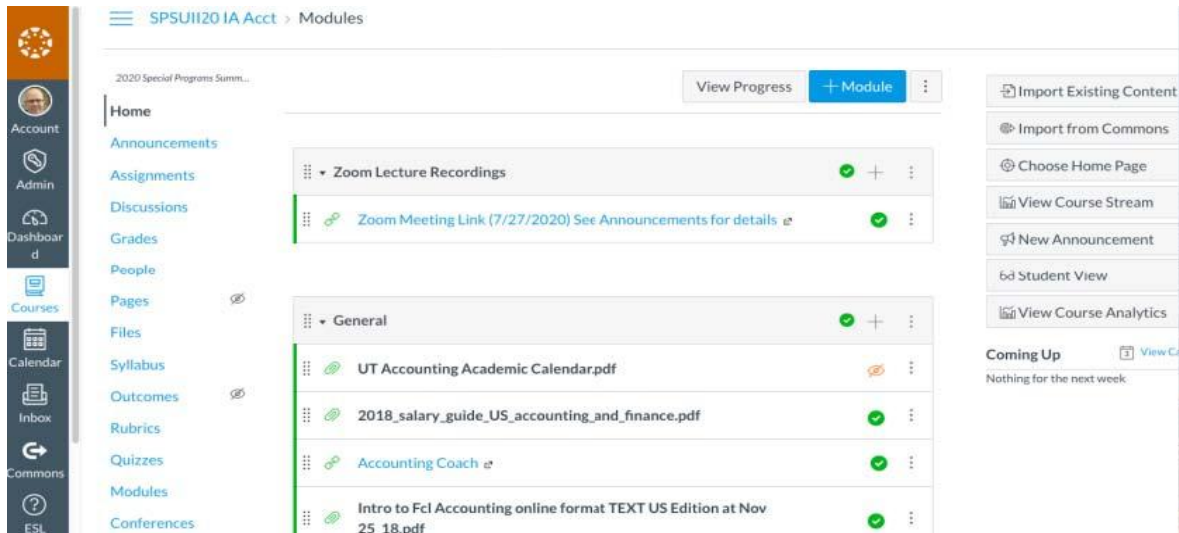 SPSUII20 IA Acct > Modules
Account
Admin
Dashboar
d
Courses
Calendar
Inbox
Commons
ESL
2020 Special Programs Summ...
Home
Announcements
Assignments
Discussions
Grades
People
Pages
Files
Syllabus
Outcomes
Rubrics
Quizzes
Modules
Conferences
View Progress
+ Module
Zoom Lecture Recordings
Zoom Meeting Link (7/27/2020) See Announcements for details
General
UT Accounting Academic Calendar.pdf
2018_salary_guide_US_accounting_and_finance.pdf
Accounting Coach
Intro to Fcl Accounting online format TEXT US Edition at Nov
25_18.pdf
Import Existing Content
Import from Commons
Choose Home Page
View Course Stream
New Announcement
Student View
View Course Analytics
Coming Up
View Ca
Nothing for the next week